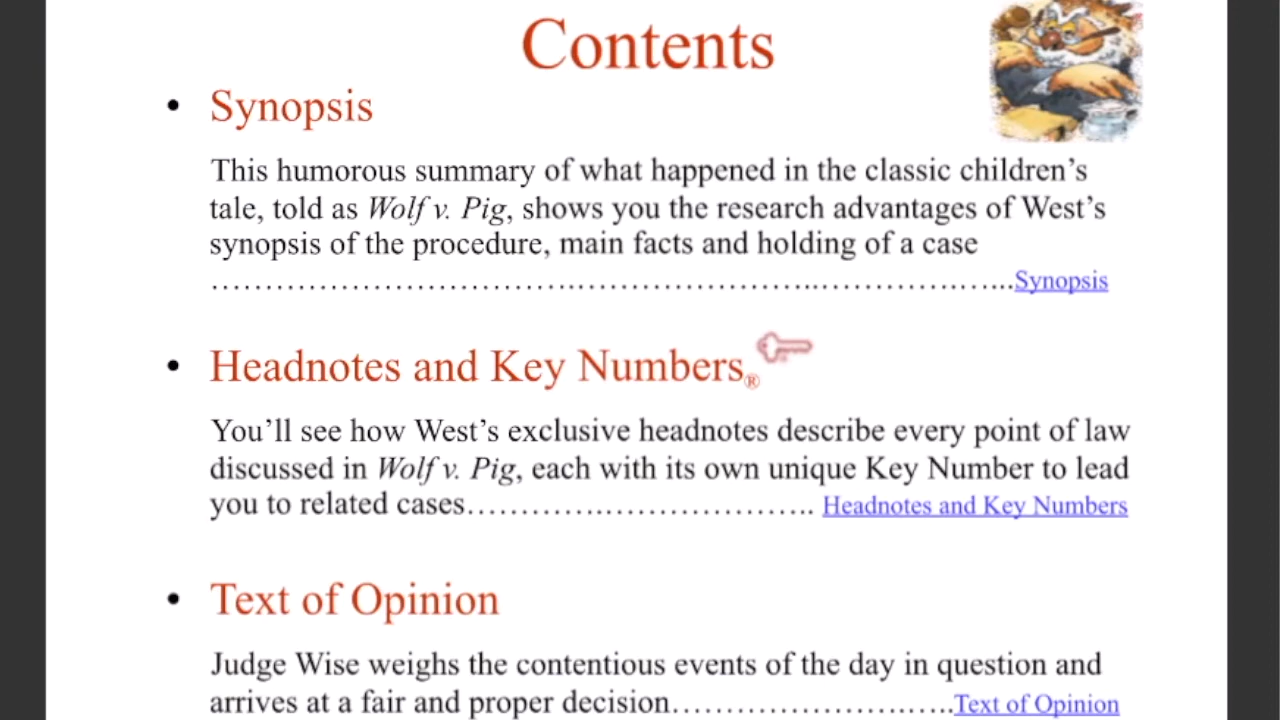 Contents
• Synopsis
This humorous summary of what happened in the classic children’s
tale, told as Wolf v. Pig, shows you the research advantages of West’s
synopsis of the procedure, main facts and holding of a case
……………………………….…………………...………….…...Synopsis
• Headnotes and Key Numbers®
You’ll see how West’s exclusive headnotes describe every point of law
discussed in Wolf v. Pig, each with its own unique Key Number to lead
you to related cases………….………………….. Headnotes and Key Numbers
• Text of Opinion
Judge Wise weighs the contentious events of the day in question and
arrives at a fair and proper decision…………………….…..Text of Opinion